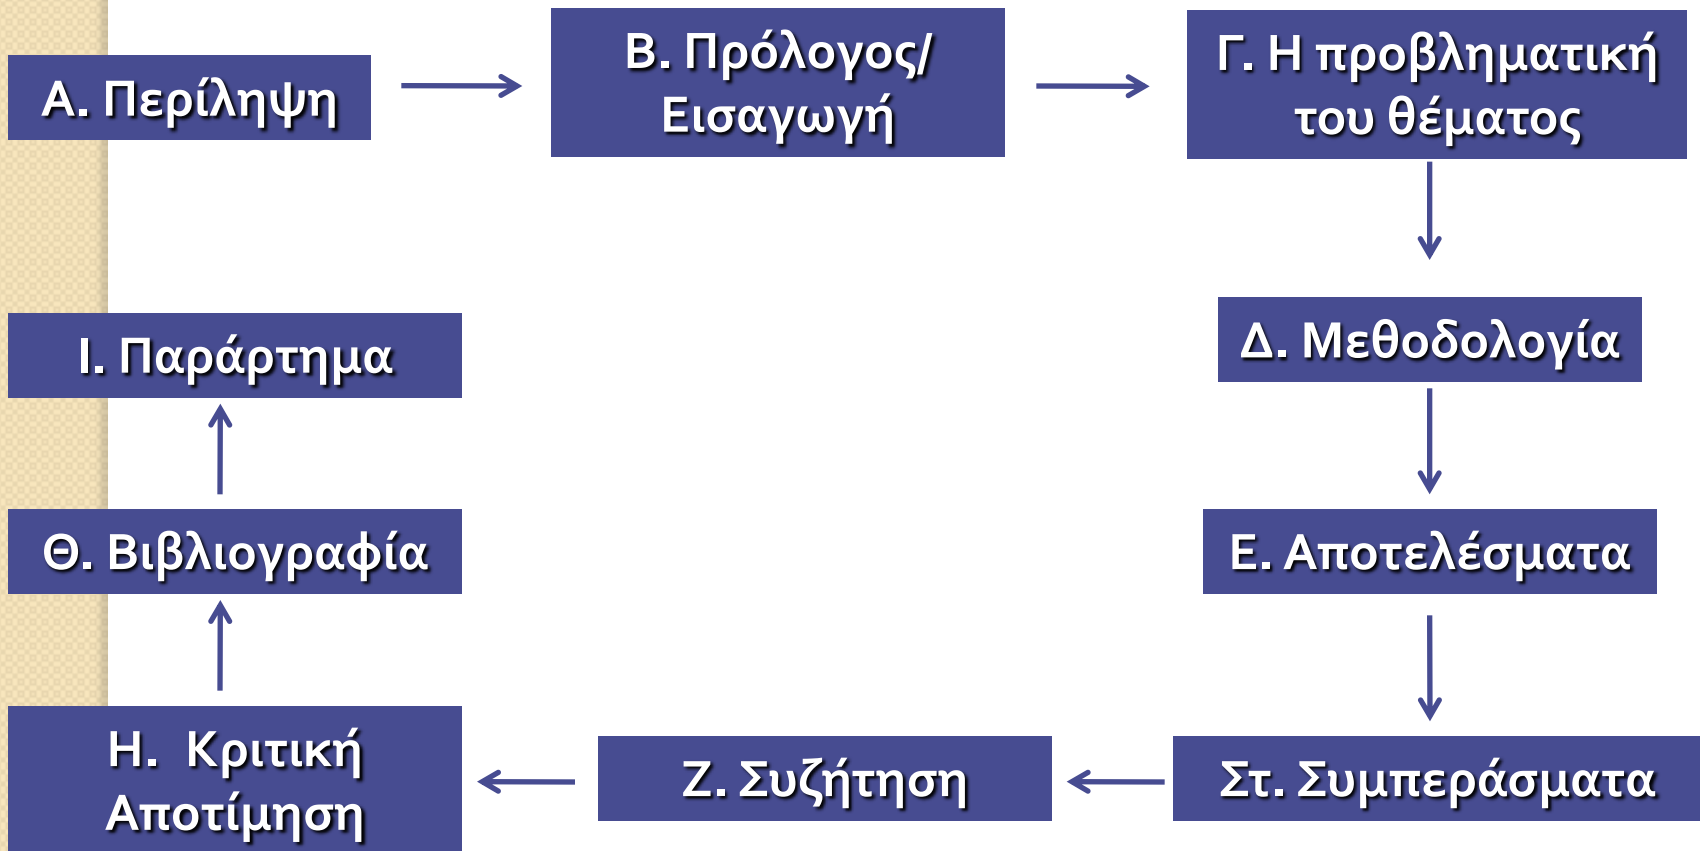 Α. Περίληψη
Β. Πρόλογος/
Εισαγωγή
Γ. Η προβληματική
του θέματος
Δ. Μεθοδολογία
Ε. Αποτελέσματα
Στ. Συμπεράσματα
Ζ. Συζήτηση
Η. Κριτική
Αποτίμηση
Θ. Βιβλιογραφία
Ι. Παράρτημα